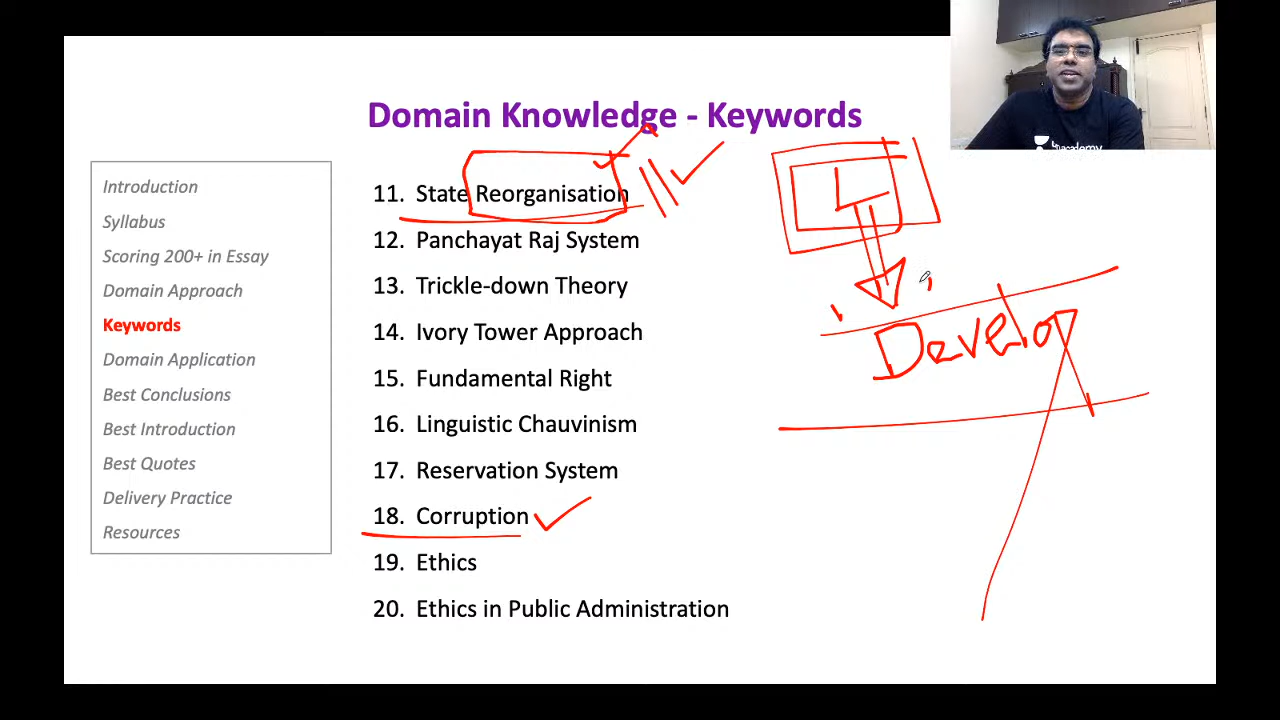 Domain Knowledge - Keywords
Introduction
Syllabus
Scoring 200+ in Essay
Domain Approach
Keywords
Domain Application
Best Conclusions
Best Introduction
Best Quotes
Delivery Practice
Resources
11. State Reorganisation
12. Panchayat Raj System
13. Trickle-down Theory
14. Ivory Tower Approach
15. Fundamental Right
16. Linguistic Chauvinism
17. Reservation System
18. Corruption
19. Ethics
20. Ethics in Public Administration
L
Develop